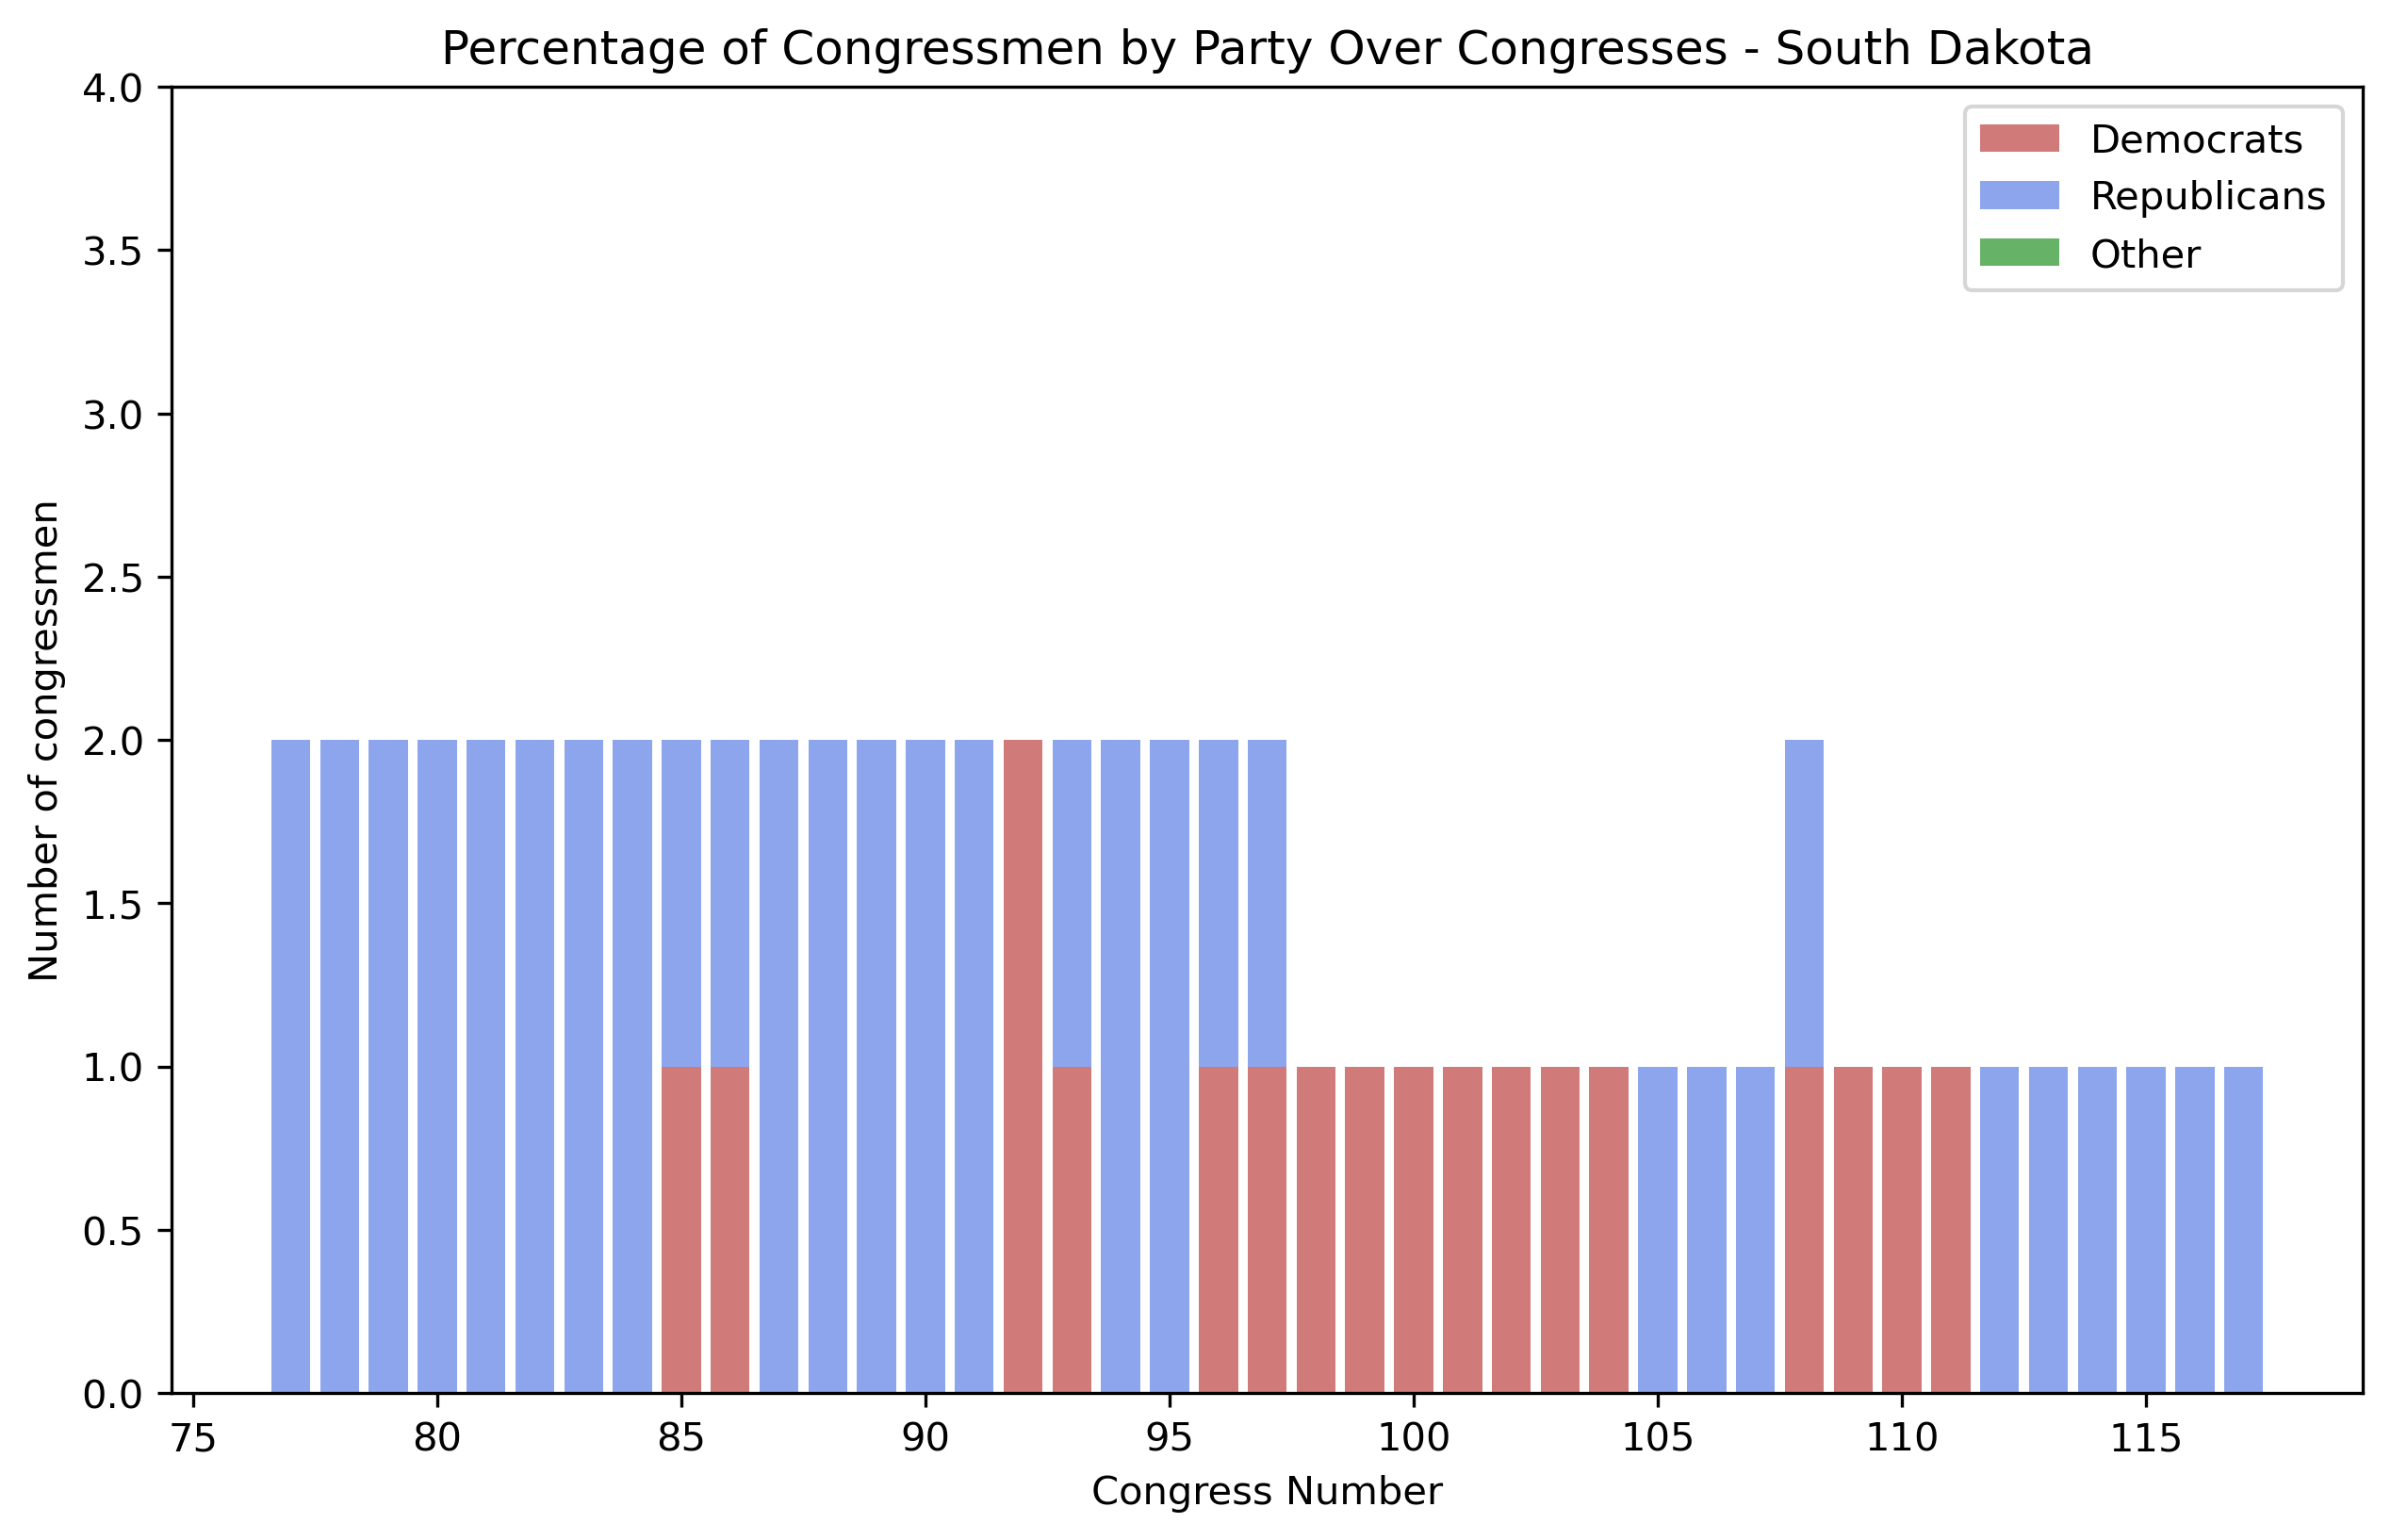 Percentage of Congressmen by Party Over Congresses - South Dakota
4.0
3.5
3.0
2.5
2.0
1.5
1.0
0.5
0.0
Number of congressmen
Democrats
Republicans
Other
75 80 85 90 95 100 105 110 115
Congress Number